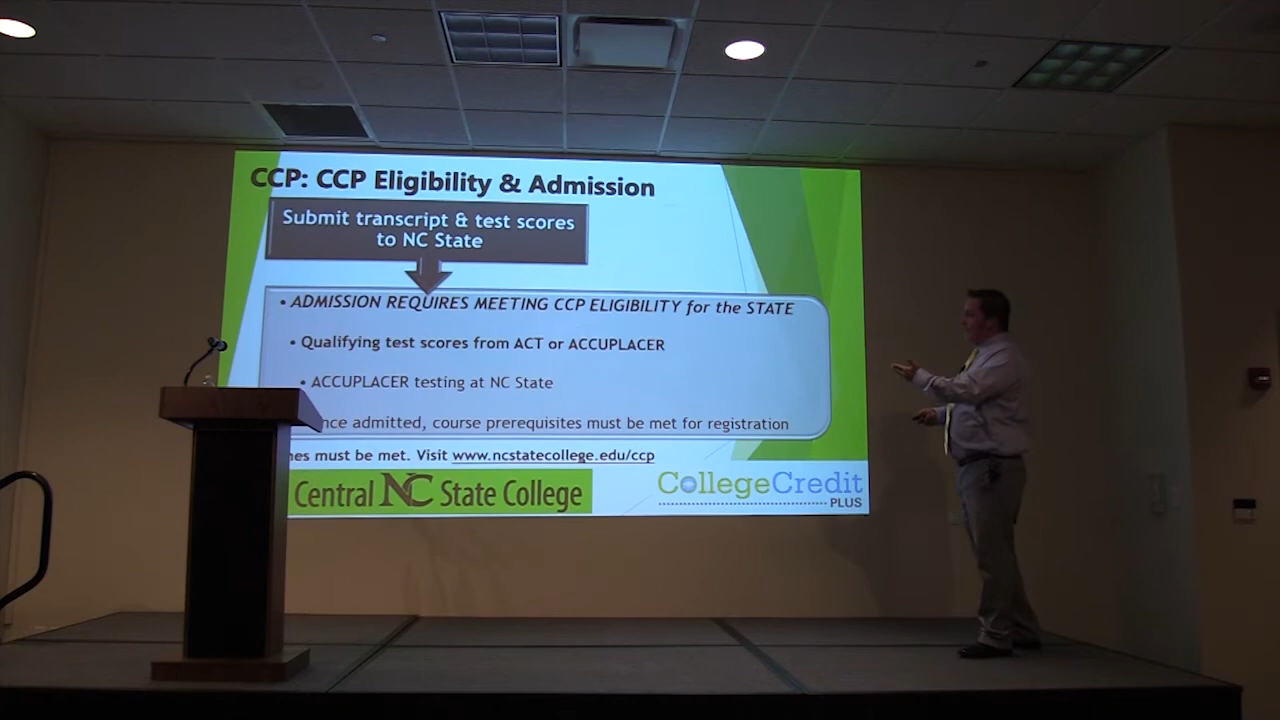 CCP: CCP Eligibility & Admission
Submit transcript & test scores
to NC State
• ADMISSION REQUIRES MEETING CCP ELIGIBILITY for the STATE
• Qualifying test scores from ACT or ACCUPLACER
• ACCUPLACER testing at NC State
nce admitted, course prerequisites must be met for registration
nes must be met. Visit www.ncstatecollege.edu/ccp
Central NC State College
CollegeCredit
PLUS